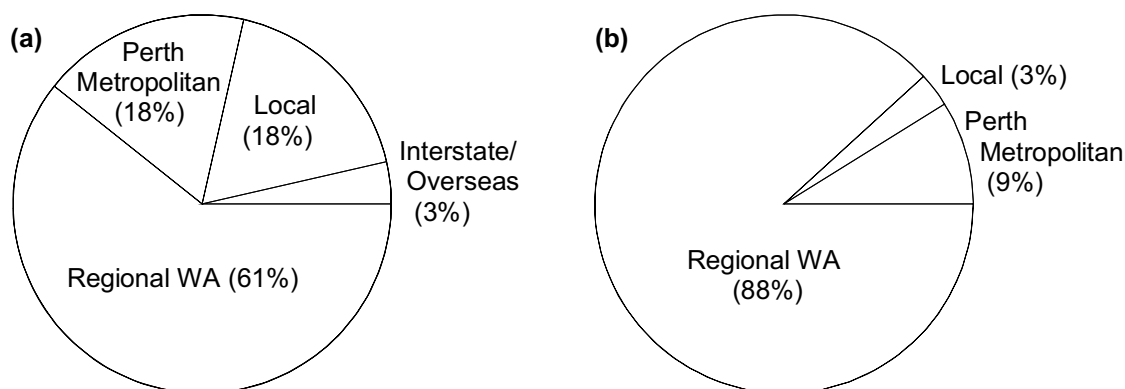 (a)
Perth
Metropolitan
(18%)
Local
(18%)
Interstate/
Overseas
(3%)
Regional WA (61%)
(b)
Local (3%)
Perth
Metropolitan
(9%)
Regional WA
(88%)